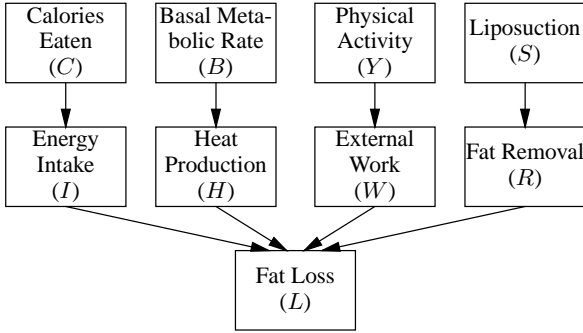 Calories
Eaten
(C)
Basal Meta-
bolic Rate
(B)
Physical
Activity
(Y)
Liposuction
(S)
Energy
Intake
(I)
Heat
Production
(H)
External
Work
(W)
Fat Removal
(R)
Fat Loss
(L)